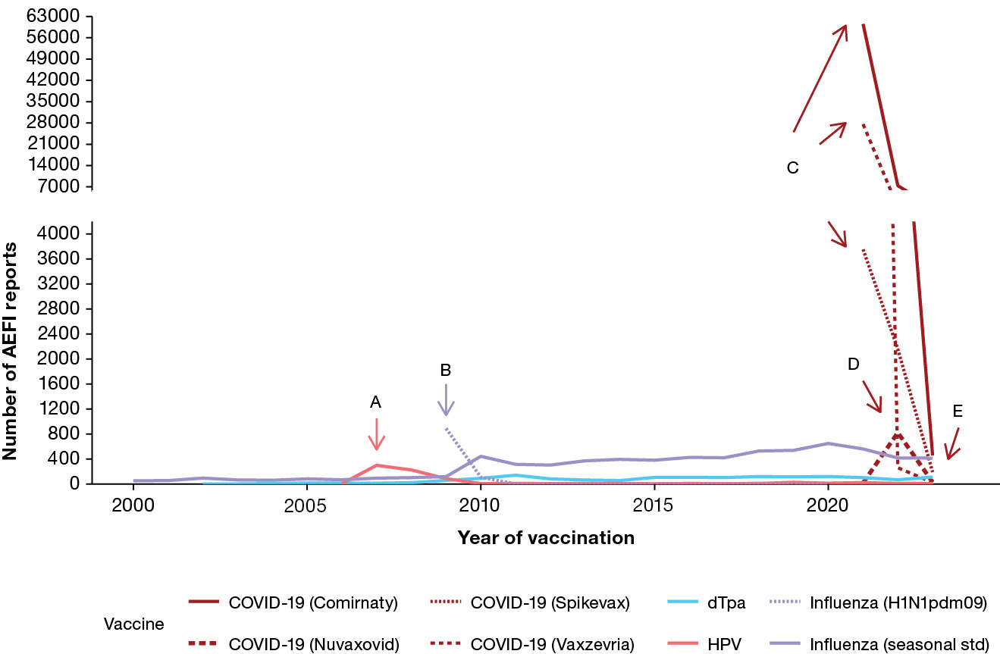 63000
56000
49000
42000
35000
28000
21000
14000
7000
C
4000
3600
3200
2800
2400
2000
1600
1200
800
400
0
Number of AEFI reports
A
B
D
E
2000 2005 2010 2015 2020
Year of vaccination
Vaccine
COVID-19 (Comirnaty) COVID-19 (Spikevax) dTpa Influenza (H1N1pdm09)
COVID-19 (Nuvaxovid) COVID-19 (Vaxzevria) HPV Influenza (seasonal std)